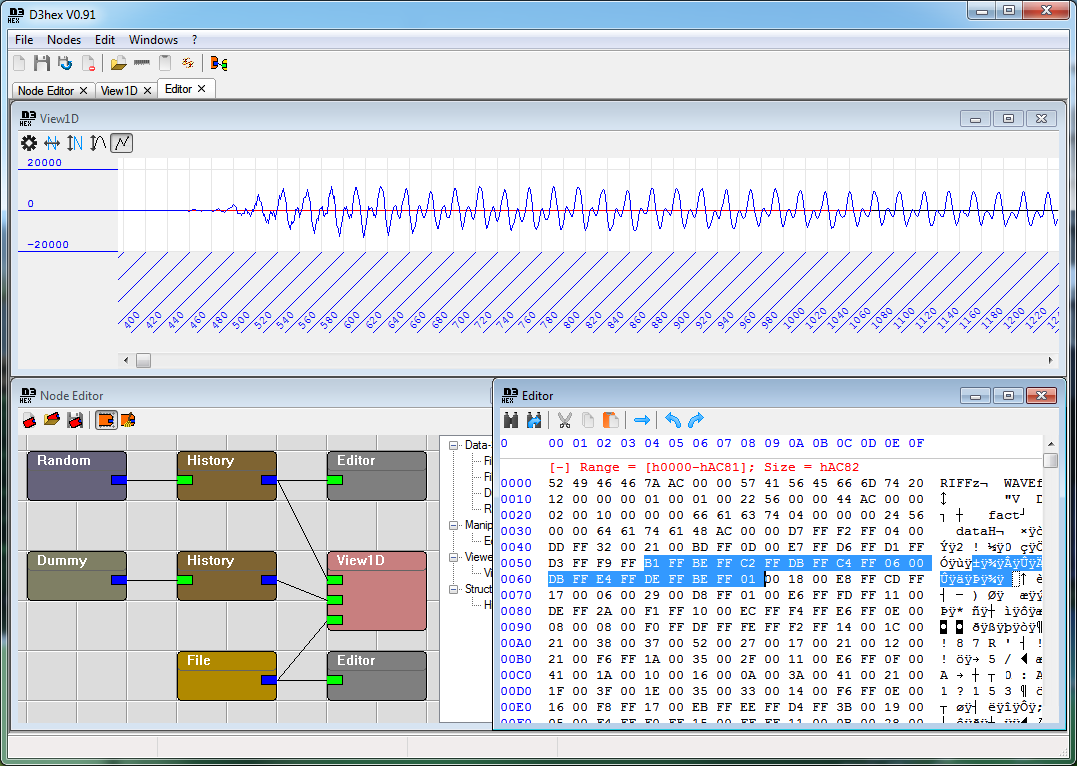 D3
HEX
D3hex V0.91
File Nodes Edit Windows ?
Node Editor View1D Editor
D3
HEX
View1D
20000
0
-20000
400 420 440 460 480 500 520 540 560 580 600 620 640 660 680 700 720 740 760 780 800 820 840 860 880 900 920 940 960 980 1000 1020 1040 1060 1080 1100 1120 1140 1160 1180 1200 1220
D3
HEX
Node Editor
Random History Editor
Dummy History View1D
File Editor
Data-
Fi
Fi
D
R
Manip
E
Viewe
Vi
Struct
H
D3
HEX
Editor
0 00 01 02 03 04 05 06 07 08 09 0A 0B 0C 0D 0E 0F
[-] Range = [h0000-hAC81]; Size = hAC82
0000 52 49 46 46 7A AC 00 00 57 41 56 45 66 6D 74 20 RIFFz¬ WAVEf
0010 12 00 00 00 01 00 01 00 22 56 00 00 44 AC 00 00 "V D
0020 02 00 10 00 00 00 66 61 63 74 04 00 00 00 24 56 fact
0030 00 00 64 61 74 61 48 AC 00 00 D7 FF F2 FF 04 00 dataH¬ ×ÿò
0040 DD FF 32 00 21 00 BD FF 0D 00 E7 FF D6 FF D1 FF Ýÿ2 ! ½ÿ
0050 D3 FF F9 FF B1 FF BE FF C2 FF DB FF C4 FF 06 00 Óÿùÿ±ÿ¾ÿÂÿÛÿÄ
0060 DB FF E4 FF DE FF BE FF 01 00 18 00 E8 FF CD FF ÛÿäÿÞÿ¾ÿ
0070 17 00 06 00 29 00 D8 FF 01 00 E6 FF FD FF 11 00 ) Øÿ æÿý
0080 DE FF 2A 00 F1 FF 10 00 EC FF F4 FF E6 FF 0E 00 Þÿ* ñÿ ìÿôÿæ
0090 08 00 08 00 F0 FF DF FF FE FF F2 FF 14 00 1C 00 ðÿßÿþÿòÿ¶
00A0 21 00 38 00 37 00 52 00 27 00 17 00 21 00 12 00 ! 8 7 R ' !
00B0 21 00 F6 FF 1A 00 35 00 2F 00 11 00 E6 FF 0F 00 ! öÿ 5 / æ
00C0 41 00 1A 00 10 00 16 00 0A 00 3A 00 41 00 21 00 A : A
00D0 1F 00 3F 00 1E 00 35 00 33 00 14 00 F6 FF 0E 00 ? 5 3 ¶ ö
00E0 16 00 F8 FF 17 00 EB FF EE FF D4 FF 3B 00 19 00 øÿ ëÿîÿÔÿ;